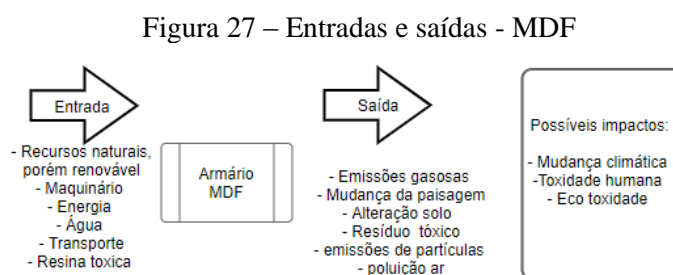 Figura 27 – Entradas e saídas - MDF
Entrada
- Recursos naturais,
porém renovável
- Maquinário
- Energia
- Água
- Transporte
- Resina toxica
Armário
MDF
Saída
- Emissões gasosas
- Mudança da paisagem
- Alteração solo
- Resíduo tóxico
- emissões de partículas
- poluição ar
Possíveis impactos:
- Mudança climática
-Toxidade humana
- Eco toxidade